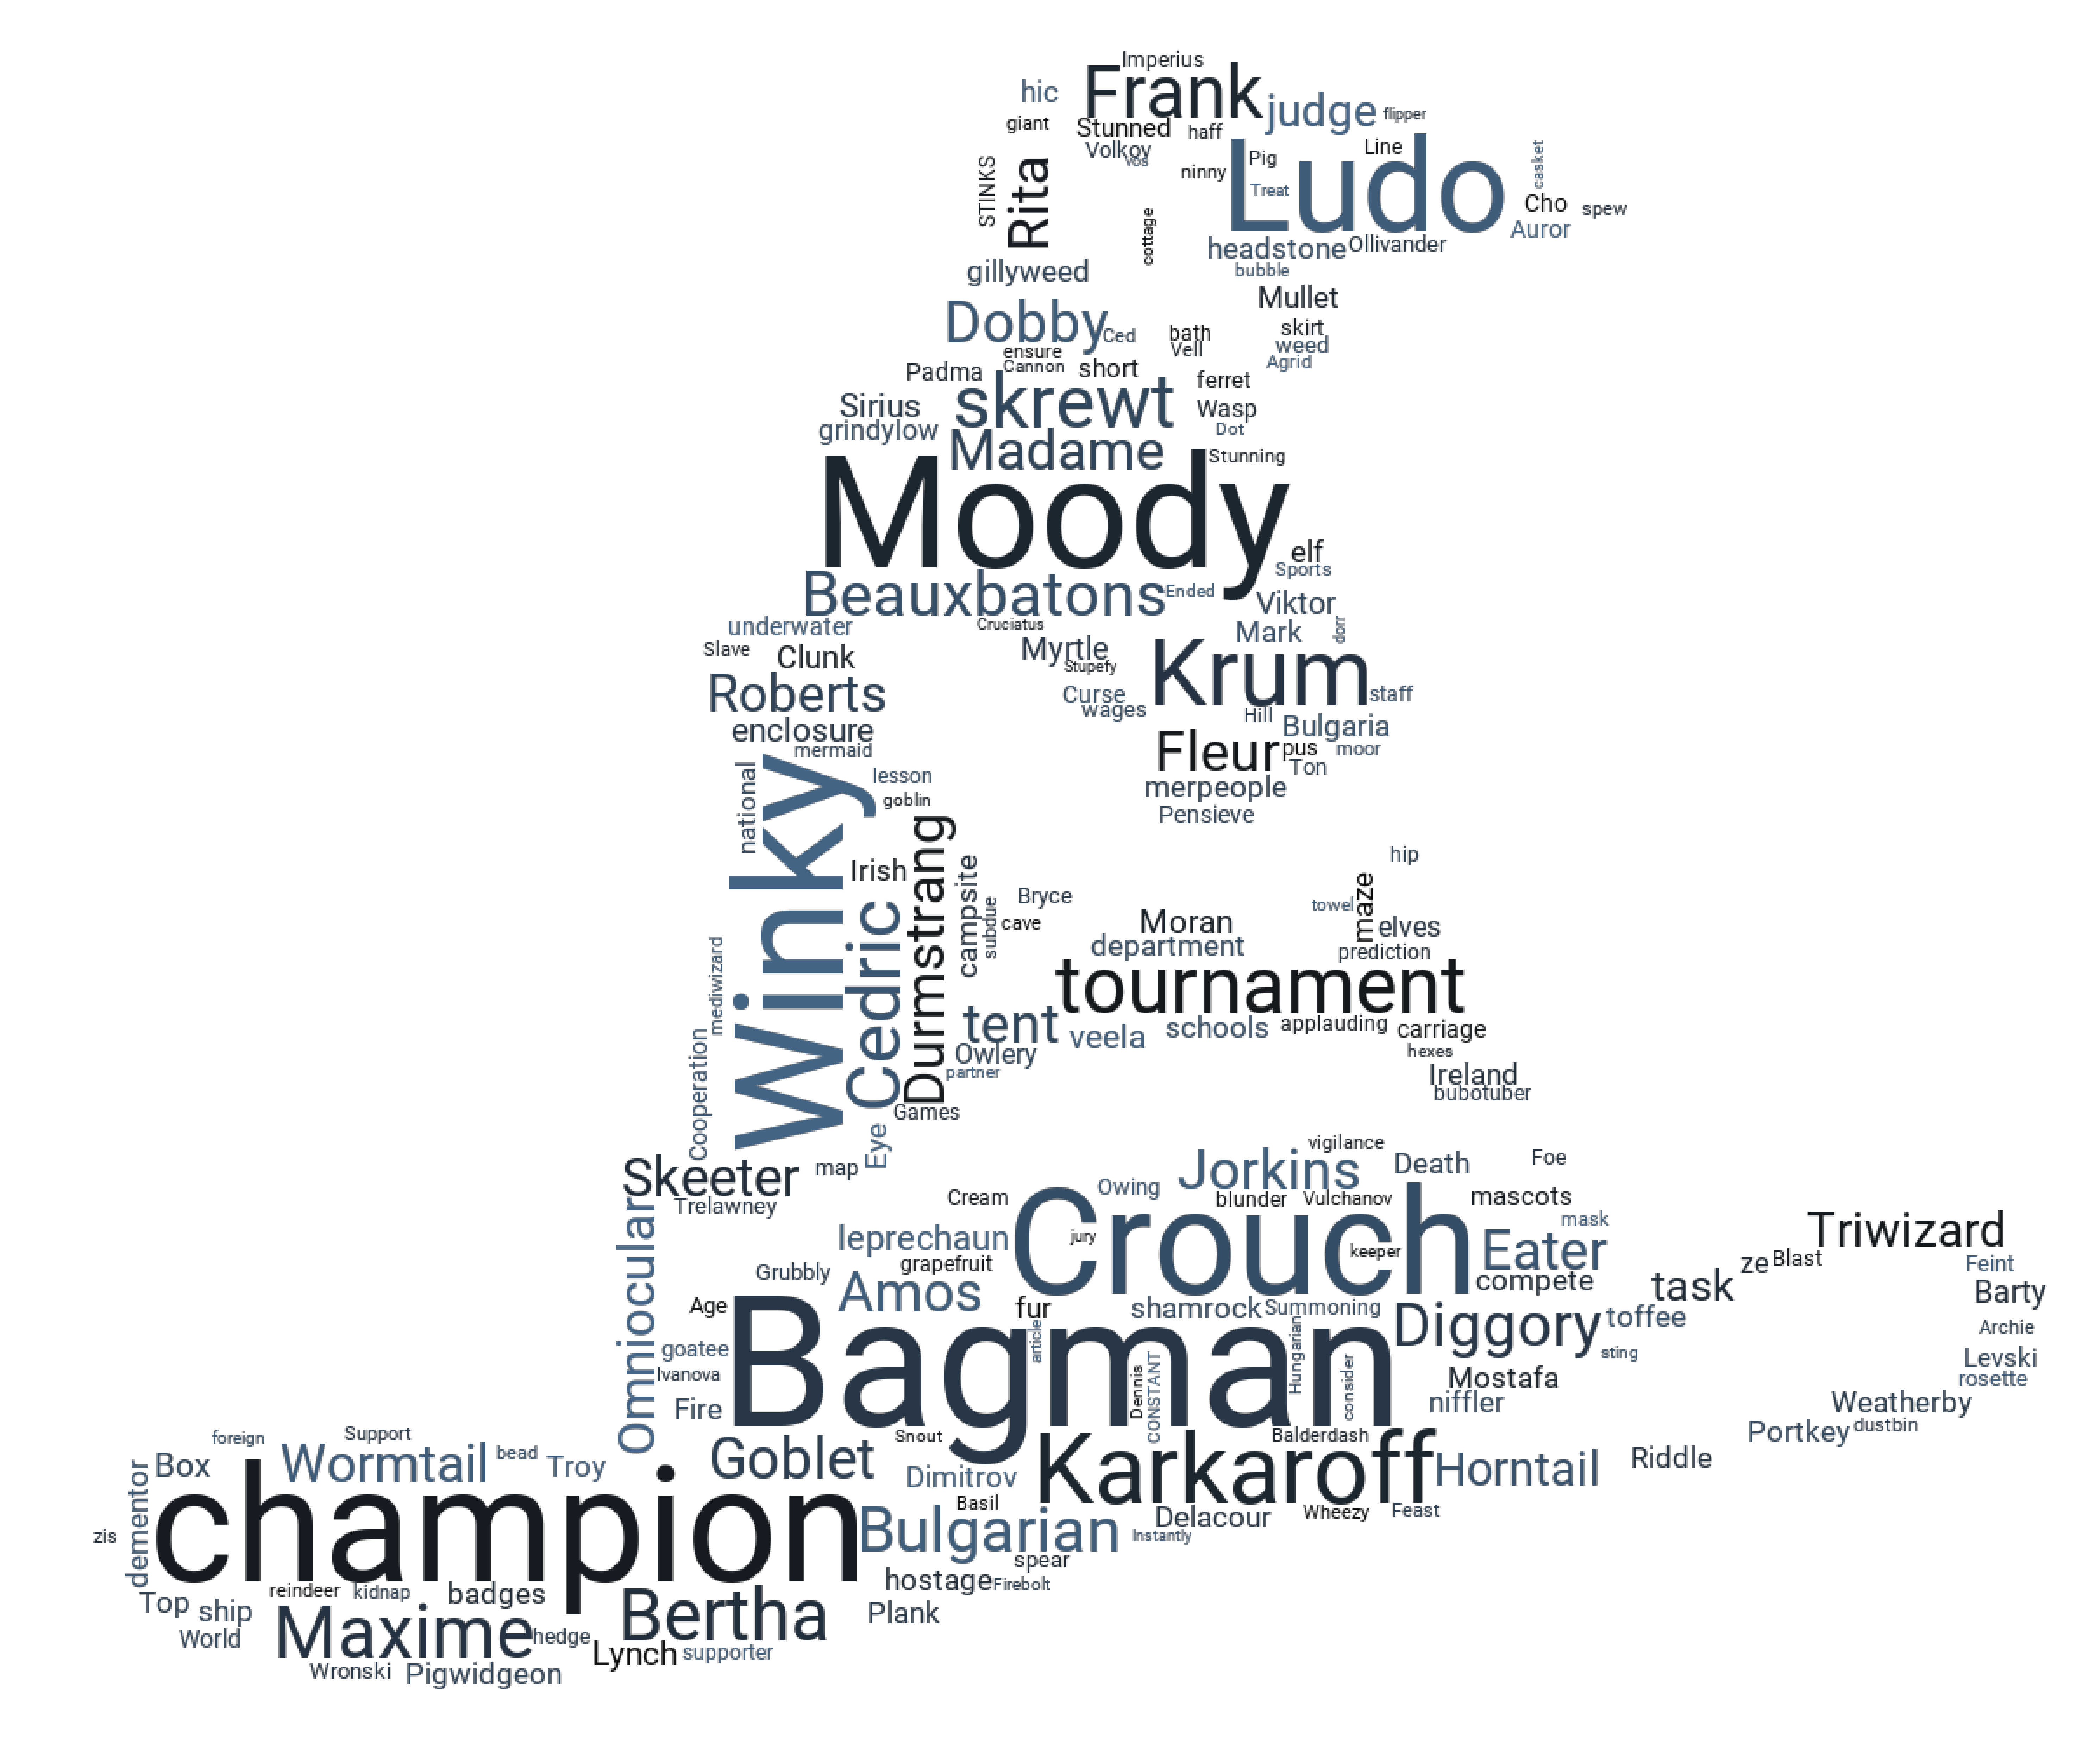 Imperius
Frank
hic
judge
flipper
giant
Stunned
haff
Volkov
vos
Line
Pig
ninny
Ludo
Treat
casket
STINKS
Rita
Cho
spew
Auror
cottage
headstone
Ollivander
bubble
gillyweed
Mullet
Dobby
Ced
bath
skirt
Vell
weed
ensure
Agrid
Cannon
short
Padma
ferret
skrewt
Sirius
Wasp
grindylow
Dot
Madame
Stunning
Moody
elf
Sports
Beauxbatons
Ended
Viktor
underwater
Cruciatus
Mark
dorr
Slave
Clunk
Myrtle
Stupefy
Krum
Roberts
Curse
staff
wages
Hill
Bulgaria
enclosure
mermaid
Fleur
pus
moor
Ton
national
Winky
lesson
merpeople
goblin
Pensieve
Irish
Durmstrang
Cedric
campsite
subdue
Bryce
cave
hip
towel
maze
Moran
elves
department
prediction
mediwizard
tournament
tent
veela
schools
applauding
carriage
Owlery
hexes
partner
Ireland
bubotuber
Cooperation
Games
Eye
vigilance
Skeeter
map
Jorkins
Death
Foe
Trelawney
Cream
Owing
blunder
Vulchanov
mascots
Omniocular
leprechaun
Crouch
jury
keeper
mask
Eater
Triwizard
grapefruit
ze
Blast
Feint
Grubbly
Amos
compete
task
Barty
Age
fur
shamrock
Summoning
Diggory
toffee
Archie
Bagman
article
Hungarian
goatee
sting
Levski
Ivanova
Dennis
CONSTANT
consider
Mostafa
rosette
Fire
niffler
Weatherby
Portkey
dustbin
foreign
Support
Snout
Balderdash
Box
Wormtail
bead
Troy
Goblet
Dimitrov
Karkaroff
Horntail
Riddle
dementor
champion
Basil
Delacour
Wheezy
Feast
zis
Bulgarian
Instantly
spear
reindeer
kidnap
badges
hostage
Firebolt
Top
ship
Maxime
Bertha
Plank
World
hedge
Lynch
supporter
Wronski
Pigwidgeon